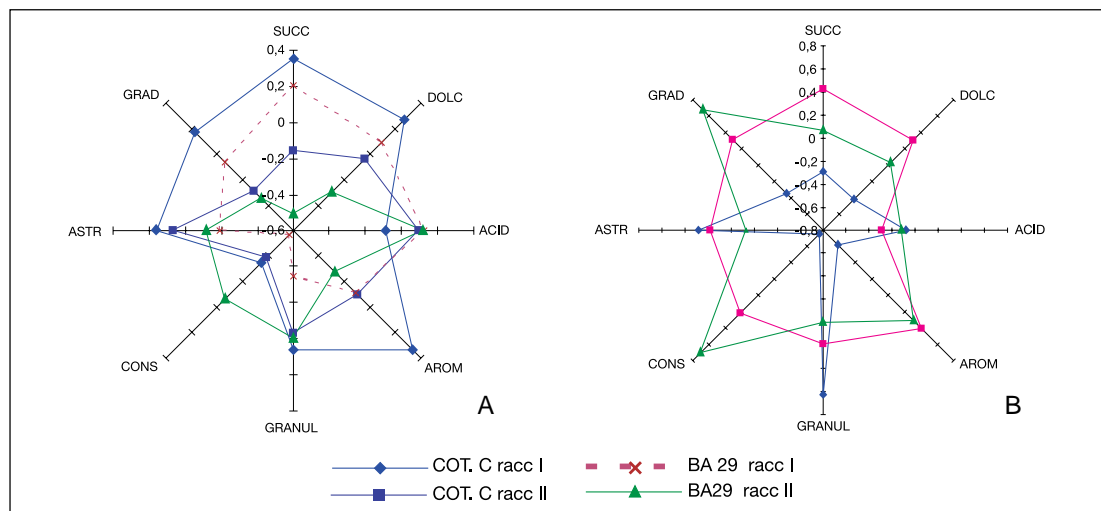 SUCC
0,4
0,2
0
-0,2
-0,4
-0,6
DOLC
ACID
AROM
GRANUL
CONS
ASTR
GRAD
A
SUCC
0,8
0,6
0,4
0,2
0
-0,2
-0,4
-0,6
-0,8
DOLC
ACID
AROM
GRANUL
CONS
ASTR
GRAD
B
COT. C racc I
BA 29 racc I
COT. C racc II
BA29 racc II